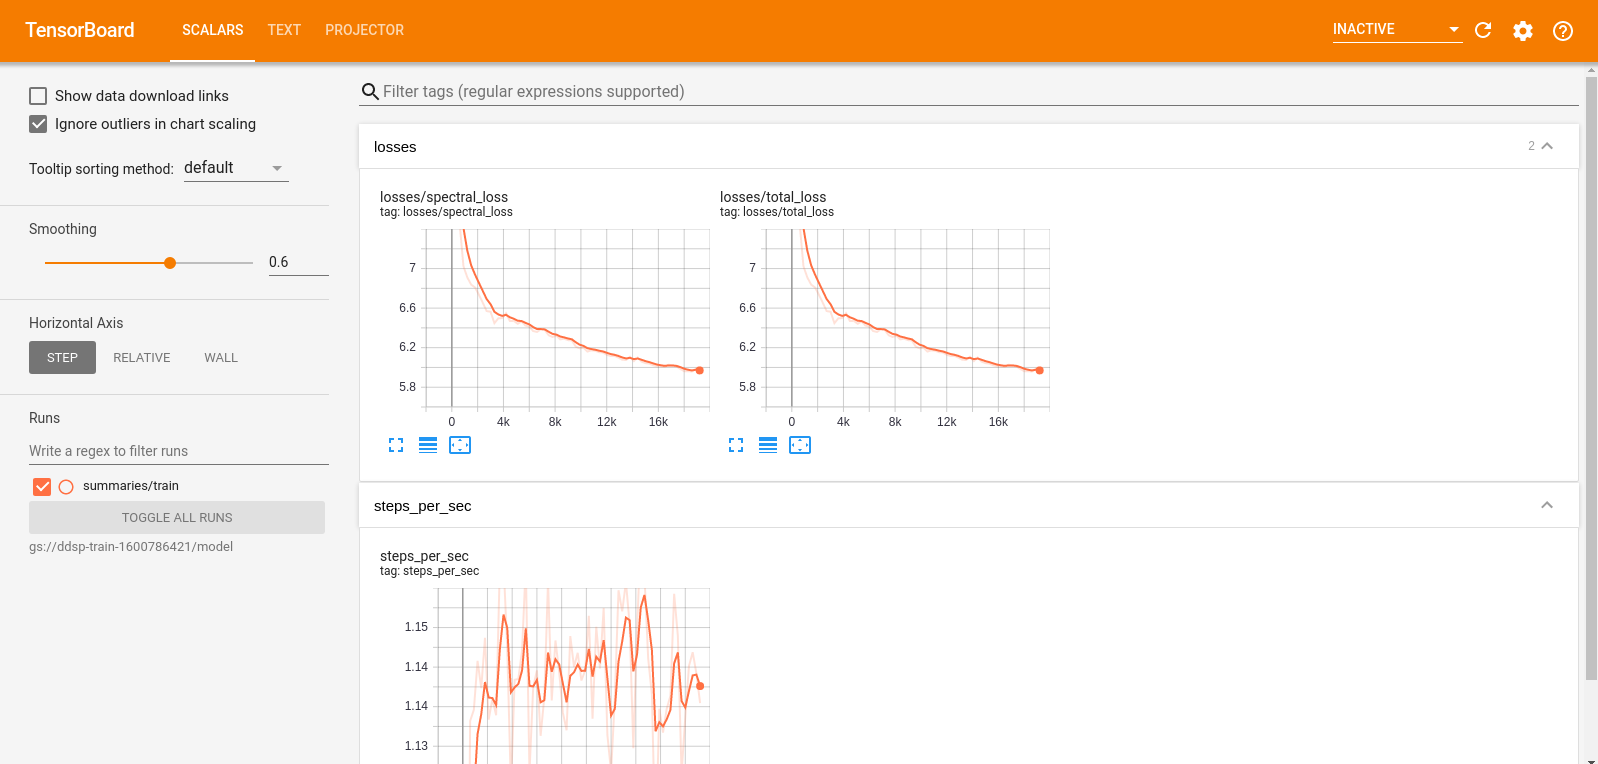 TensorBoard SCALARS TEXT PROJECTOR INACTIVE
Show data download links
Ignore outliers in chart scaling
Tooltip sorting method: default
Smoothing
0.6
Horizontal Axis
STEP RELATIVE WALL
Runs
Write a regex to filter runs
summaries/train
TOGGLE ALL RUNS
gs://ddsp-train-1600786421/model
Filter tags (regular expressions supported)
losses 2
losses/spectral_loss
tag: losses/spectral_loss
7
6.6
6.2
5.8
0 4k 8k 12k 16k
losses/total_loss
tag: losses/total_loss
7
6.6
6.2
5.8
0 4k 8k 12k 16k
steps_per_sec
steps_per_sec
tag: steps_per_sec
1.15
1.14
1.14
1.13